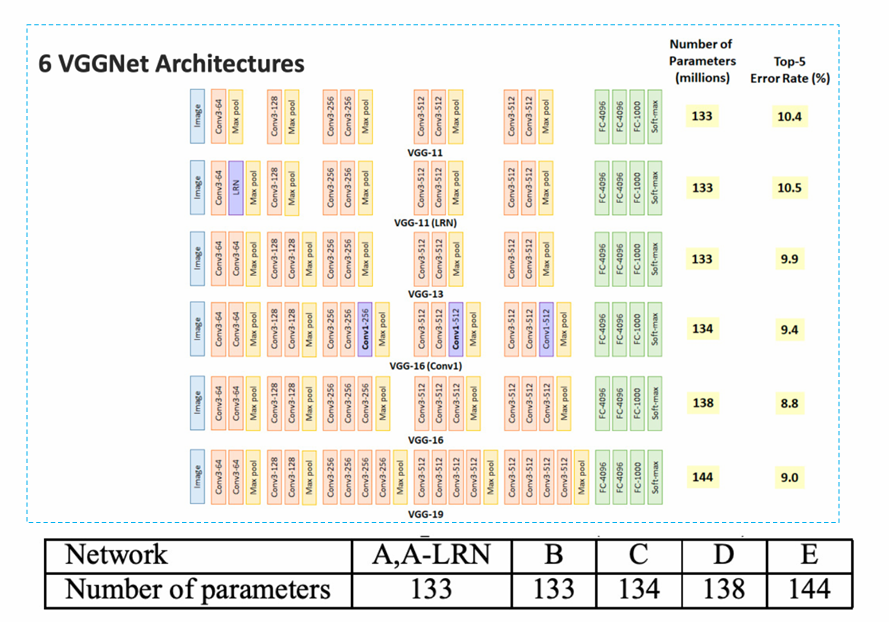 6 VGGNet Architectures
Number of
Parameters
(millions)
Top-5
Error Rate (%)
Image Conv3-64 Max pool Conv3-128 Max pool Conv3-256 Conv3-256 Max pool Conv3-512 Conv3-512 Max pool Conv3-512 Conv3-512 Max pool FC-4096 FC-4096 FC-1000 Soft-max 133 10.4
VGG-11
Image Conv3-64 LRN Max pool Conv3-128 Max pool Conv3-256 Conv3-256 Max pool Conv3-512 Conv3-512 Max pool Conv3-512 Conv3-512 Max pool FC-4096 FC-4096 FC-1000 Soft-max 133 10.5
VGG-11 (LRN)
Image Conv3-64 Conv3-64 Max pool Conv3-128 Conv3-128 Max pool Conv3-256 Conv3-256 Max pool Conv3-512 Conv3-512 Max pool Conv3-512 Conv3-512 Max pool FC-4096 FC-4096 FC-1000 Soft-max 133 9.9
VGG-13
Image Conv3-64 Conv3-64 Max pool Conv3-128 Conv3-128 Max pool Conv3-256 Conv3-256 Conv1-256 Max pool Conv3-512 Conv3-512 Conv1-512 Max pool Conv3-512 Conv3-512 Conv1-512 Max pool FC-4096 FC-4096 FC-1000 Soft-max 134 9.4
VGG-16 (Conv1)
Image Conv3-64 Conv3-64 Max pool Conv3-128 Conv3-128 Max pool Conv3-256 Conv3-256 Conv3-256 Max pool Conv3-512 Conv3-512 Conv3-512 Max pool Conv3-512 Conv3-512 Conv3-512 Max pool FC-4096 FC-4096 FC-1000 Soft-max 138 8.8
VGG-16
Image Conv3-64 Conv3-64 Max pool Conv3-128 Conv3-128 Max pool Conv3-256 Conv3-256 Conv3-256 Conv3-256 Max pool Conv3-512 Conv3-512 Conv3-512 Conv3-512 Max pool Conv3-512 Conv3-512 Conv3-512 Conv3-512 Max pool FC-4096 FC-4096 FC-1000 Soft-max 144 9.0
VGG-19
Network A,A-LRN B C D E
Number of parameters 133 133 134 138 144